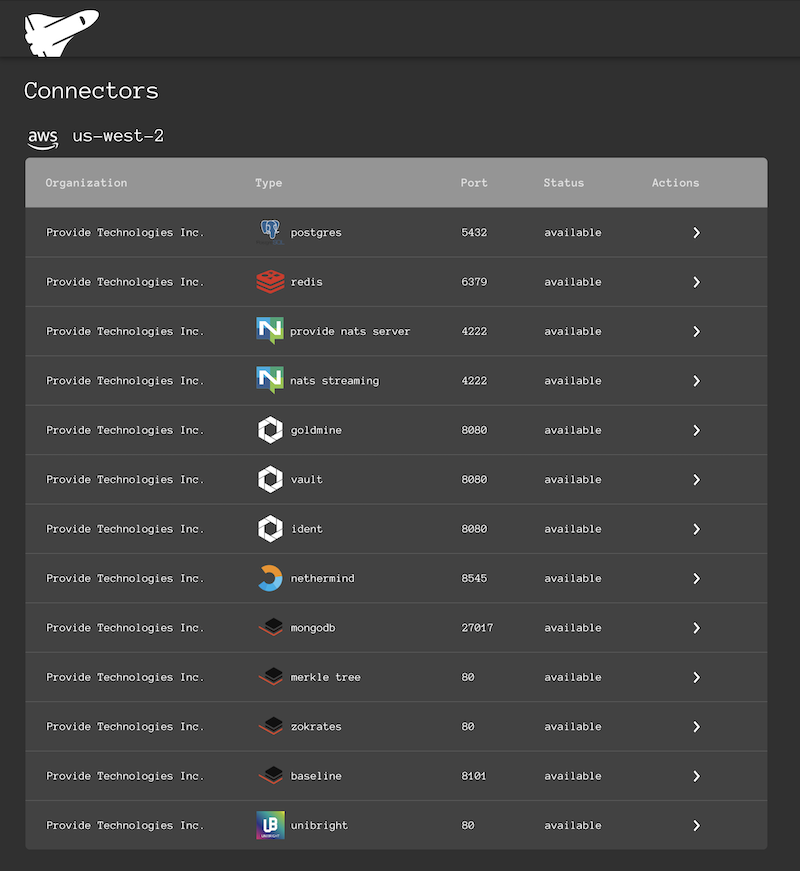 Connectors
aws us-west-2
Organization Type Port Status Actions
Provide Technologies Inc. postgres 5432 available
Provide Technologies Inc. redis 6379 available
Provide Technologies Inc. N provide nats server 4222 available
Provide Technologies Inc. N nats streaming 4222 available
Provide Technologies Inc. goldmine 8080 available
Provide Technologies Inc. vault 8080 available
Provide Technologies Inc. ident 8080 available
Provide Technologies Inc. nethermind 8545 available
Provide Technologies Inc. mongodb 27017 available
Provide Technologies Inc. merkle tree 80 available
Provide Technologies Inc. zokrates 80 available
Provide Technologies Inc. baseline 8101 available
Provide Technologies Inc. UB UNIBRIGHT unibright 80 available